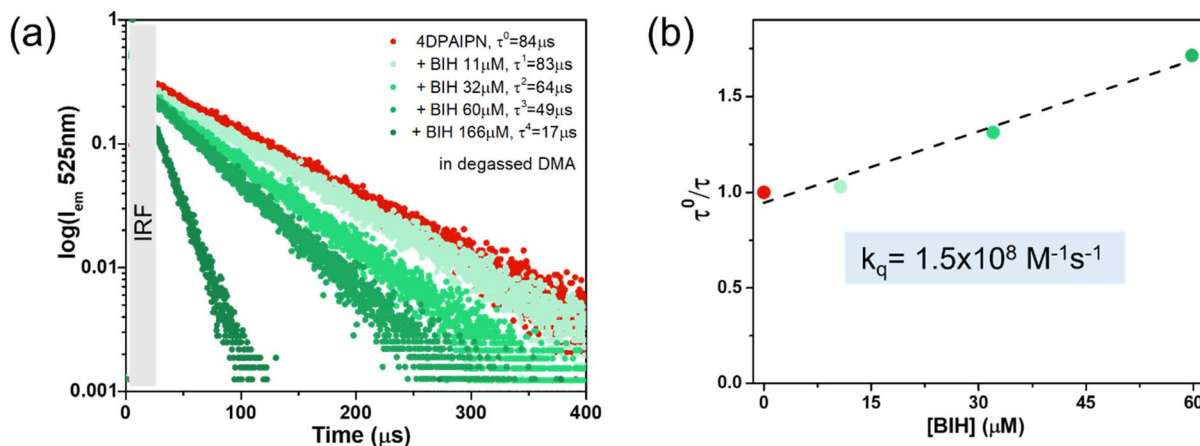 (a)
log(Iem 525nm)
1
0.1
0.01
0.001
IRF
4DPAIPN, τ⁰=84μs
+ BIH 11μM, τ¹=83μs
+ BIH 32μM, τ²=64μs
+ BIH 60μM, τ³=49μs
+ BIH 166μM, τ⁴=17μs
in degassed DMA
0
100
200
300
400
Time (μs)
(b)
τ⁰/τ
1.5
1.0
0.5
0.0
kq= 1.5x10⁸ M⁻¹s⁻¹
0
15
30
45
60
[BIH] (μM)